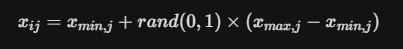 x_{ij} = x_{min,j} + rand(0,1) × (x_{max,j} − x_{min,j})